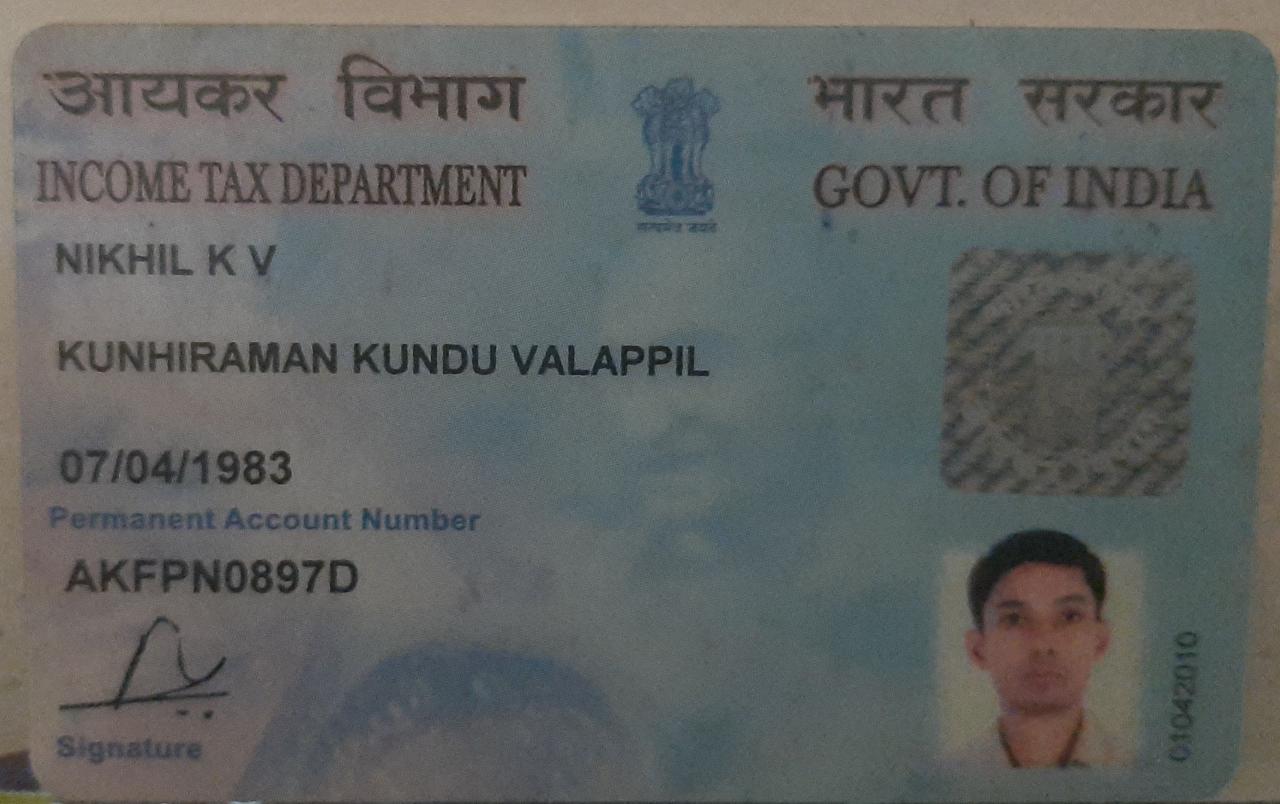 आयकर विभाग
भारत सरकार
INCOME TAX DEPARTMENT
GOVT. OF INDIA
सत्यमेव जयते
NIKHIL K V
KUNHIRAMAN KUNDU VALAPPIL
07/04/1983
Permanent Account Number
AKFPN0897D
Signature
01042010